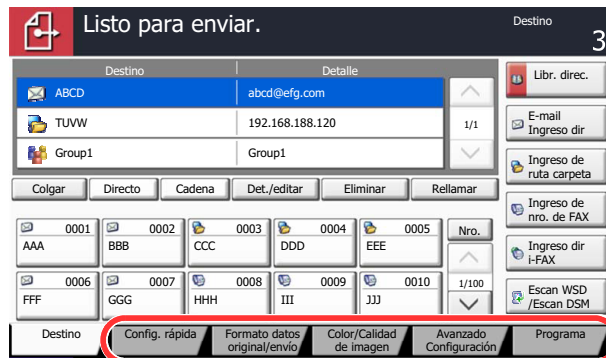 Listo para enviar.
Destino
3
Destino Detalle
ABCD abcd@efg.com
TUVW 192.168.188.120
1/1
Group1 Group1
Colgar Directo Cadena Det./editar Eliminar Rellamar
0001 0002 0003 0004 0005
AAA BBB CCC DDD EEE
Nro.
0006 0007 0008 0009 0010
FFF GGG HHH III JJJ
1/100
Libr. direc.
E-mail
Ingreso dir
Ingreso de
ruta carpeta
Ingreso de
nro. de FAX
Ingreso dir
i-FAX
Escan WSD
/Escan DSM
Destino
Config. rápida
Formato datos
original/envío
Color/Calidad
de imagen
Avanzado
Configuración
Programa